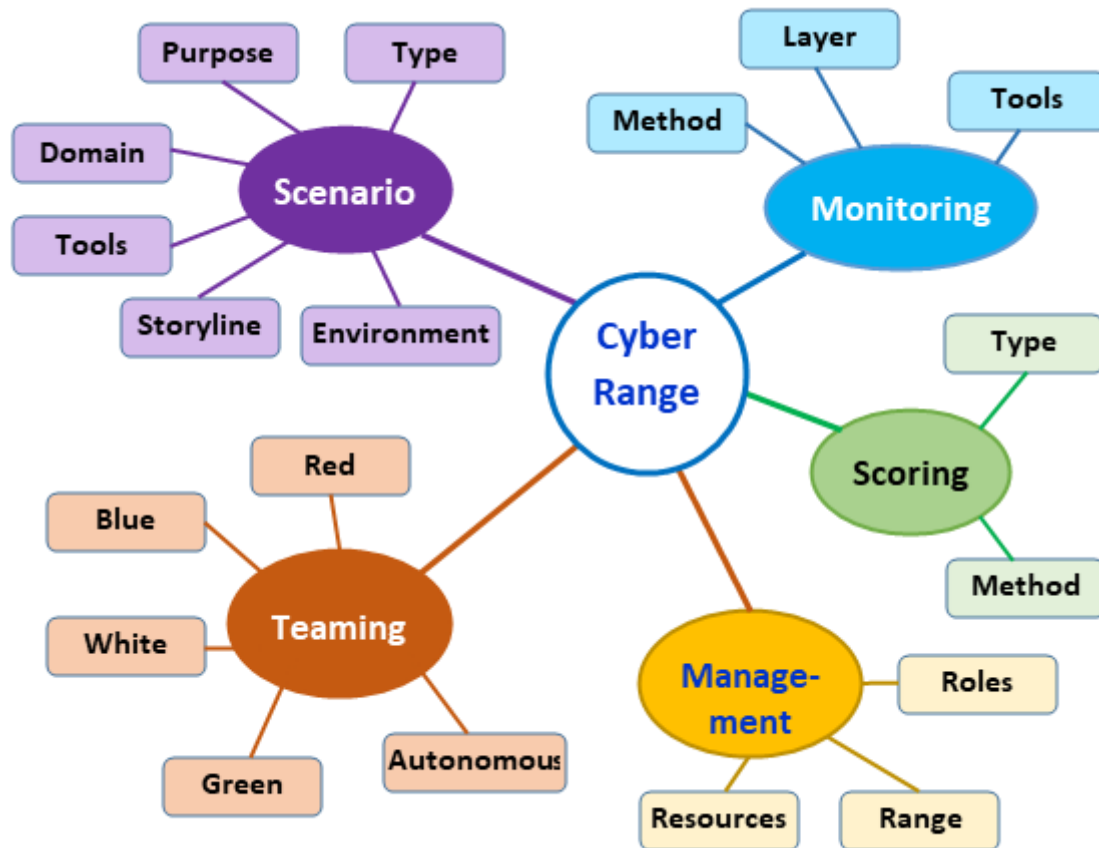 Purpose
Type
Domain
Scenario
Tools
Storyline
Environment
Layer
Method
Tools
Monitoring
Cyber
Range
Type
Scoring
Method
Red
Blue
White
Teaming
Green
Autonomous
Manage-
ment
Roles
Resources
Range